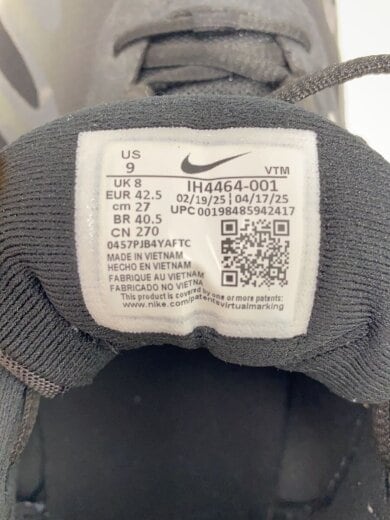 US
9
VTM
UK 8
EUR 42.5
cm 27
BR 40.5
CN 270
IH4464-001
02/19/25 | 04/17/25
UPC 00198485942417
0457PJB4YAFTC
MADE IN VIETNAM
HECHO EN VIETNAM
FABRIQUE AU VIETNAM
FABRICADO NO VIETNA
This product is covered by one or more patents:
www.nike.com/patentsvirtualmarking